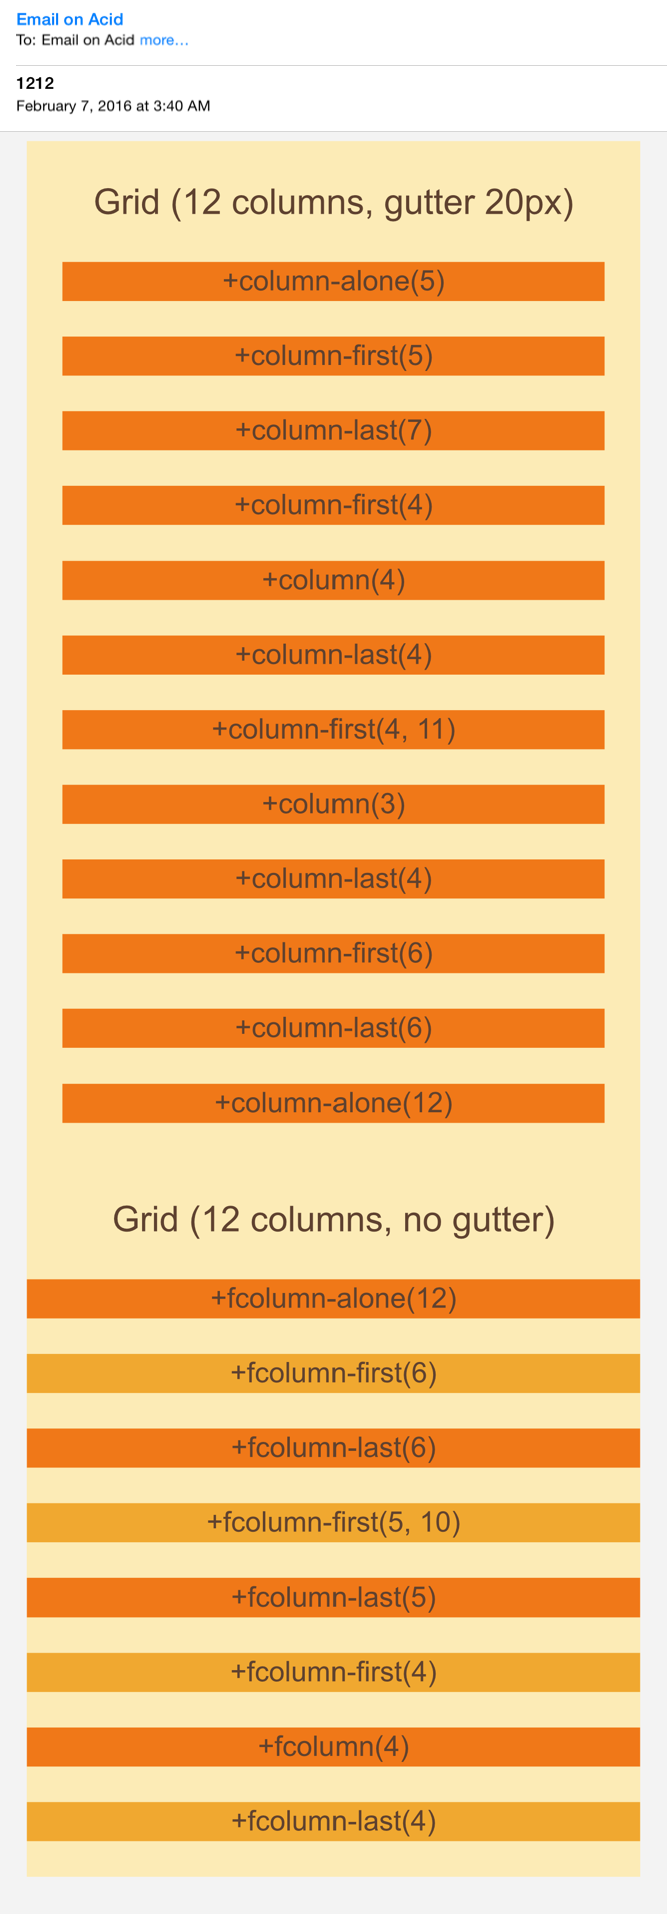 Email on Acid
To: Email on Acid more...
1212
February 7, 2016 at 3:40 AM
Grid (12 columns, gutter 20px)
+column-alone(5)
+column-first(5)
+column-last(7)
+column-first(4)
+column(4)
+column-last(4)
+column-first(4, 11)
+column(3)
+column-last(4)
+column-first(6)
+column-last(6)
+column-alone(12)
Grid (12 columns, no gutter)
+fcolumn-alone(12)
+fcolumn-first(6)
+fcolumn-last(6)
+fcolumn-first(5, 10)
+fcolumn-last(5)
+fcolumn-first(4)
+fcolumn(4)
+fcolumn-last(4)